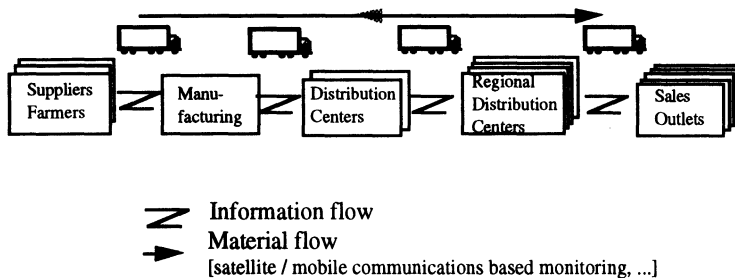 Suppliers
Farmers
Manu-
facturing
Distribution
Centers
Regional
Distribution
Centers
Sales
Outlets
Information flow
Material flow
[satellite / mobile communications based monitoring, ...]